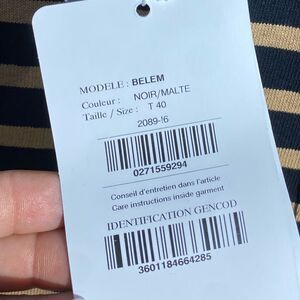 MODELE : BELEM
Couleur : NOIR/MALTE
Taille / Size : T 40
2089-16
0271559294
Conseil d'entretien dans l'article
Care instructions inside garment
IDENTIFICATION GENCOD
3601184664285